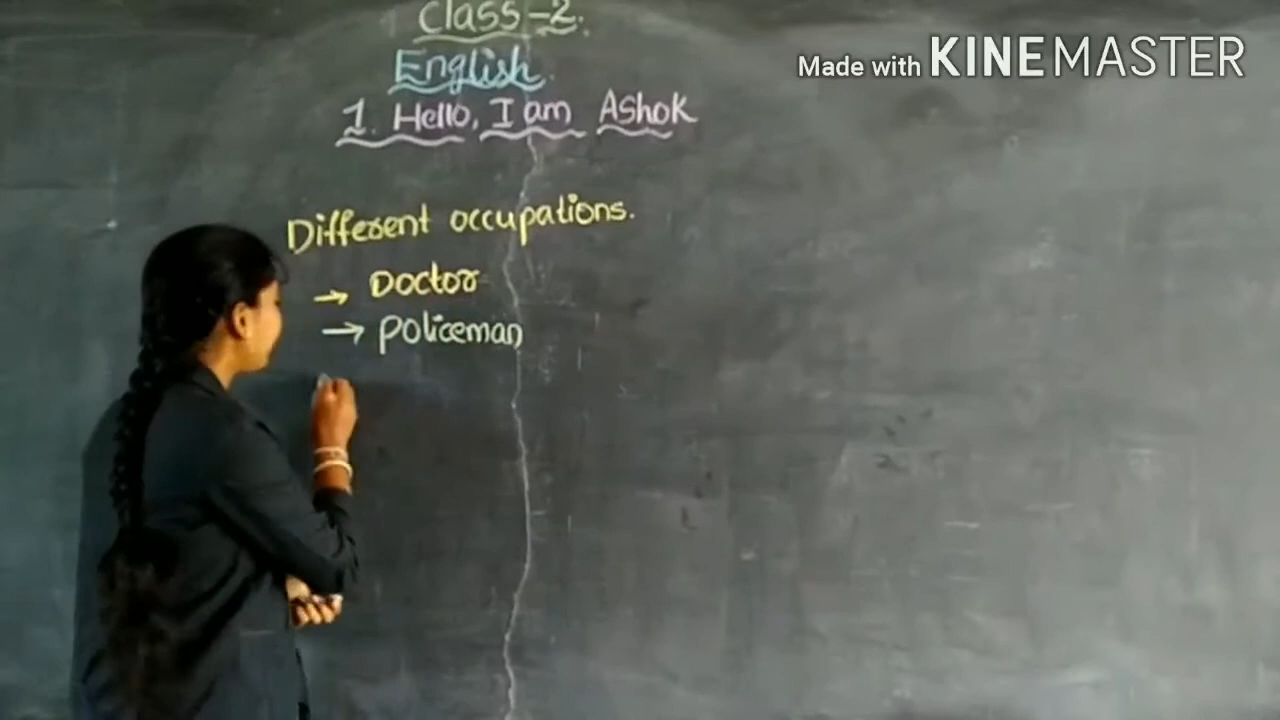 Class-2.
Made with KINEMASTER
English.
1. Hello, I am Ashok
Different occupations.
→ Doctor
→ Policeman